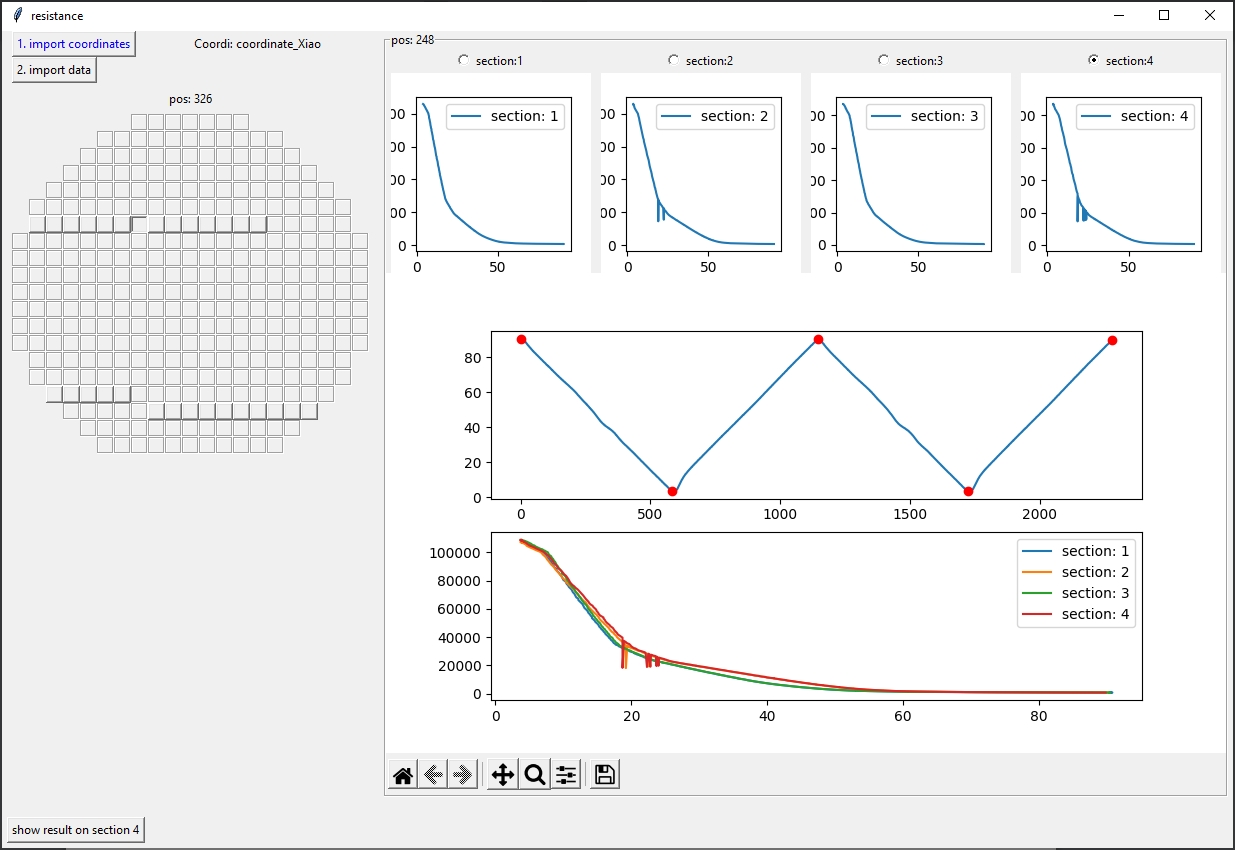 resistance
1. import coordinates
Coordi: coordinate_Xiao
2. import data
pos: 326
pos: 248
section:1
section:2
section:3
section:4
section: 1
00
00
00
00
0
0
50
section: 2
00
00
00
00
0
0
50
section: 3
00
00
00
00
0
0
50
section: 4
00
00
00
00
0
0
50
80
60
40
20
0
0
500
1000
1500
2000
100000
80000
60000
40000
20000
0
section: 1
section: 2
section: 3
section: 4
0
20
40
60
80
show result on section 4